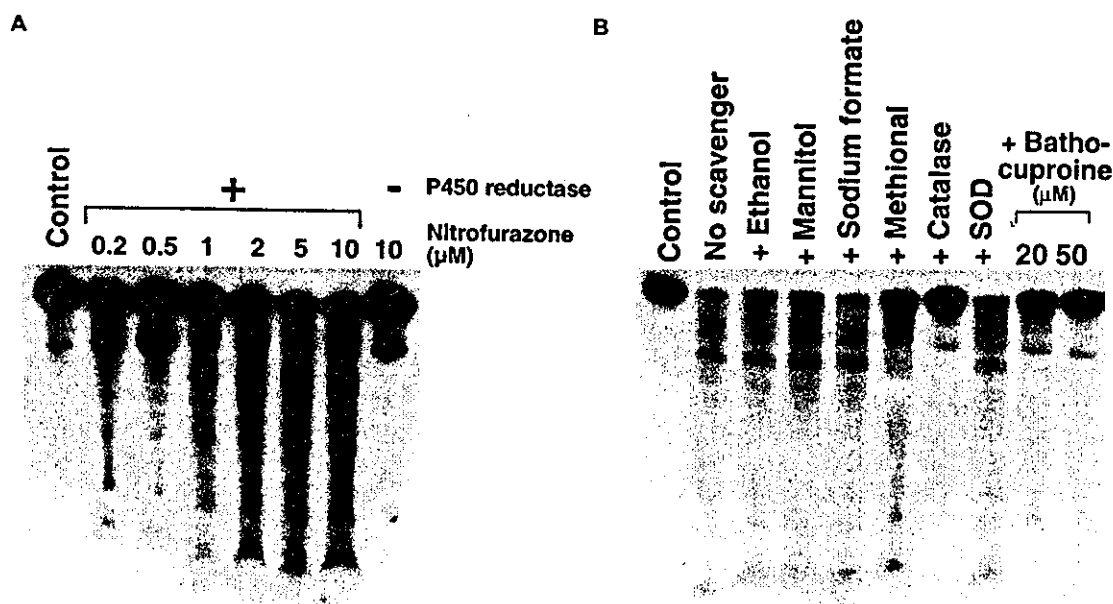 A
Control
+
- P450 reductase
0.2 0.5 1 2 5 10 10 Nitrofurazone
(μM)
B
Control
No scavenger
+ Ethanol
+ Mannitol
+ Sodium formate
+ Methional
+ Catalase
+ SOD
+ Batho-
cuproine
(μM)
20 50